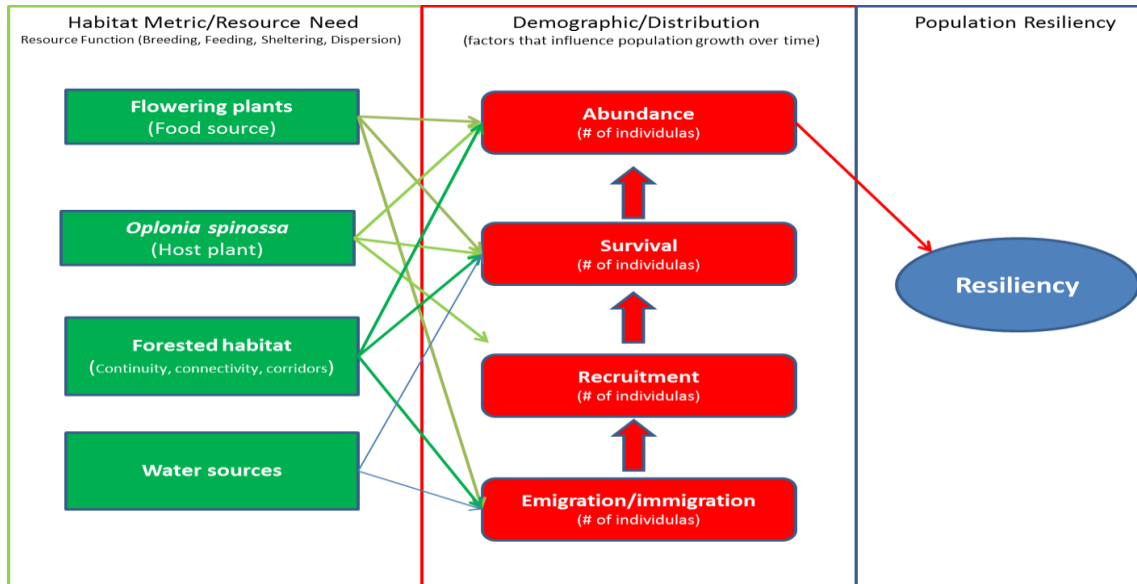 Habitat Metric/Resource Need
Resource Function (Breeding, Feeding, Sheltering, Dispersion)
Flowering plants
(Food source)
Oplonia spinossa
(Host plant)
Forested habitat
(Continuity, connectivity, corridors)
Water sources
Demographic/Distribution
(factors that influence population growth over time)
Abundance
(# of individulas)
Survival
(# of individulas)
Recruitment
(# of individulas)
Emigration/immigration
(# of individulas)
Population Resiliency
Resiliency